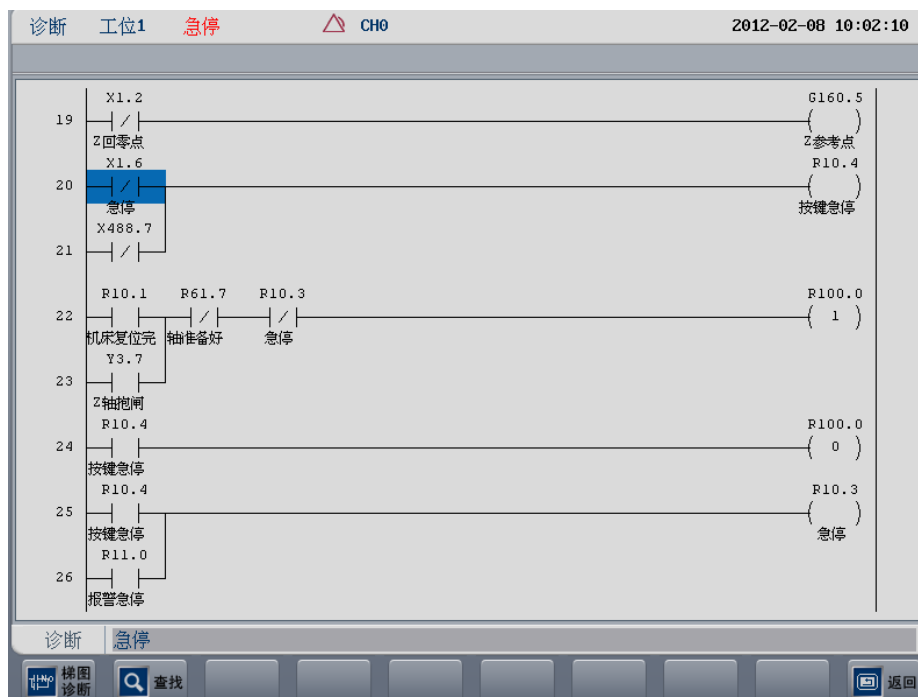 诊断 工位1 急停 CH0 2012-02-08 10:02:10
X1.2 G160.5
19
Z回零点 Z参考点
X1.6 R10.4
20
急停 按键急停
X488.7
21
R10.1 R61.7 R10.3 R100.0
22 1
机床复位完 轴准备好 急停
Y3.7
23
Z轴抱闸
R10.4 R100.0
24 0
按键急停
R10.4 R10.3
25
按键急停 急停
R11.0
26
报警急停
诊断 急停
梯图诊断 查找 返回